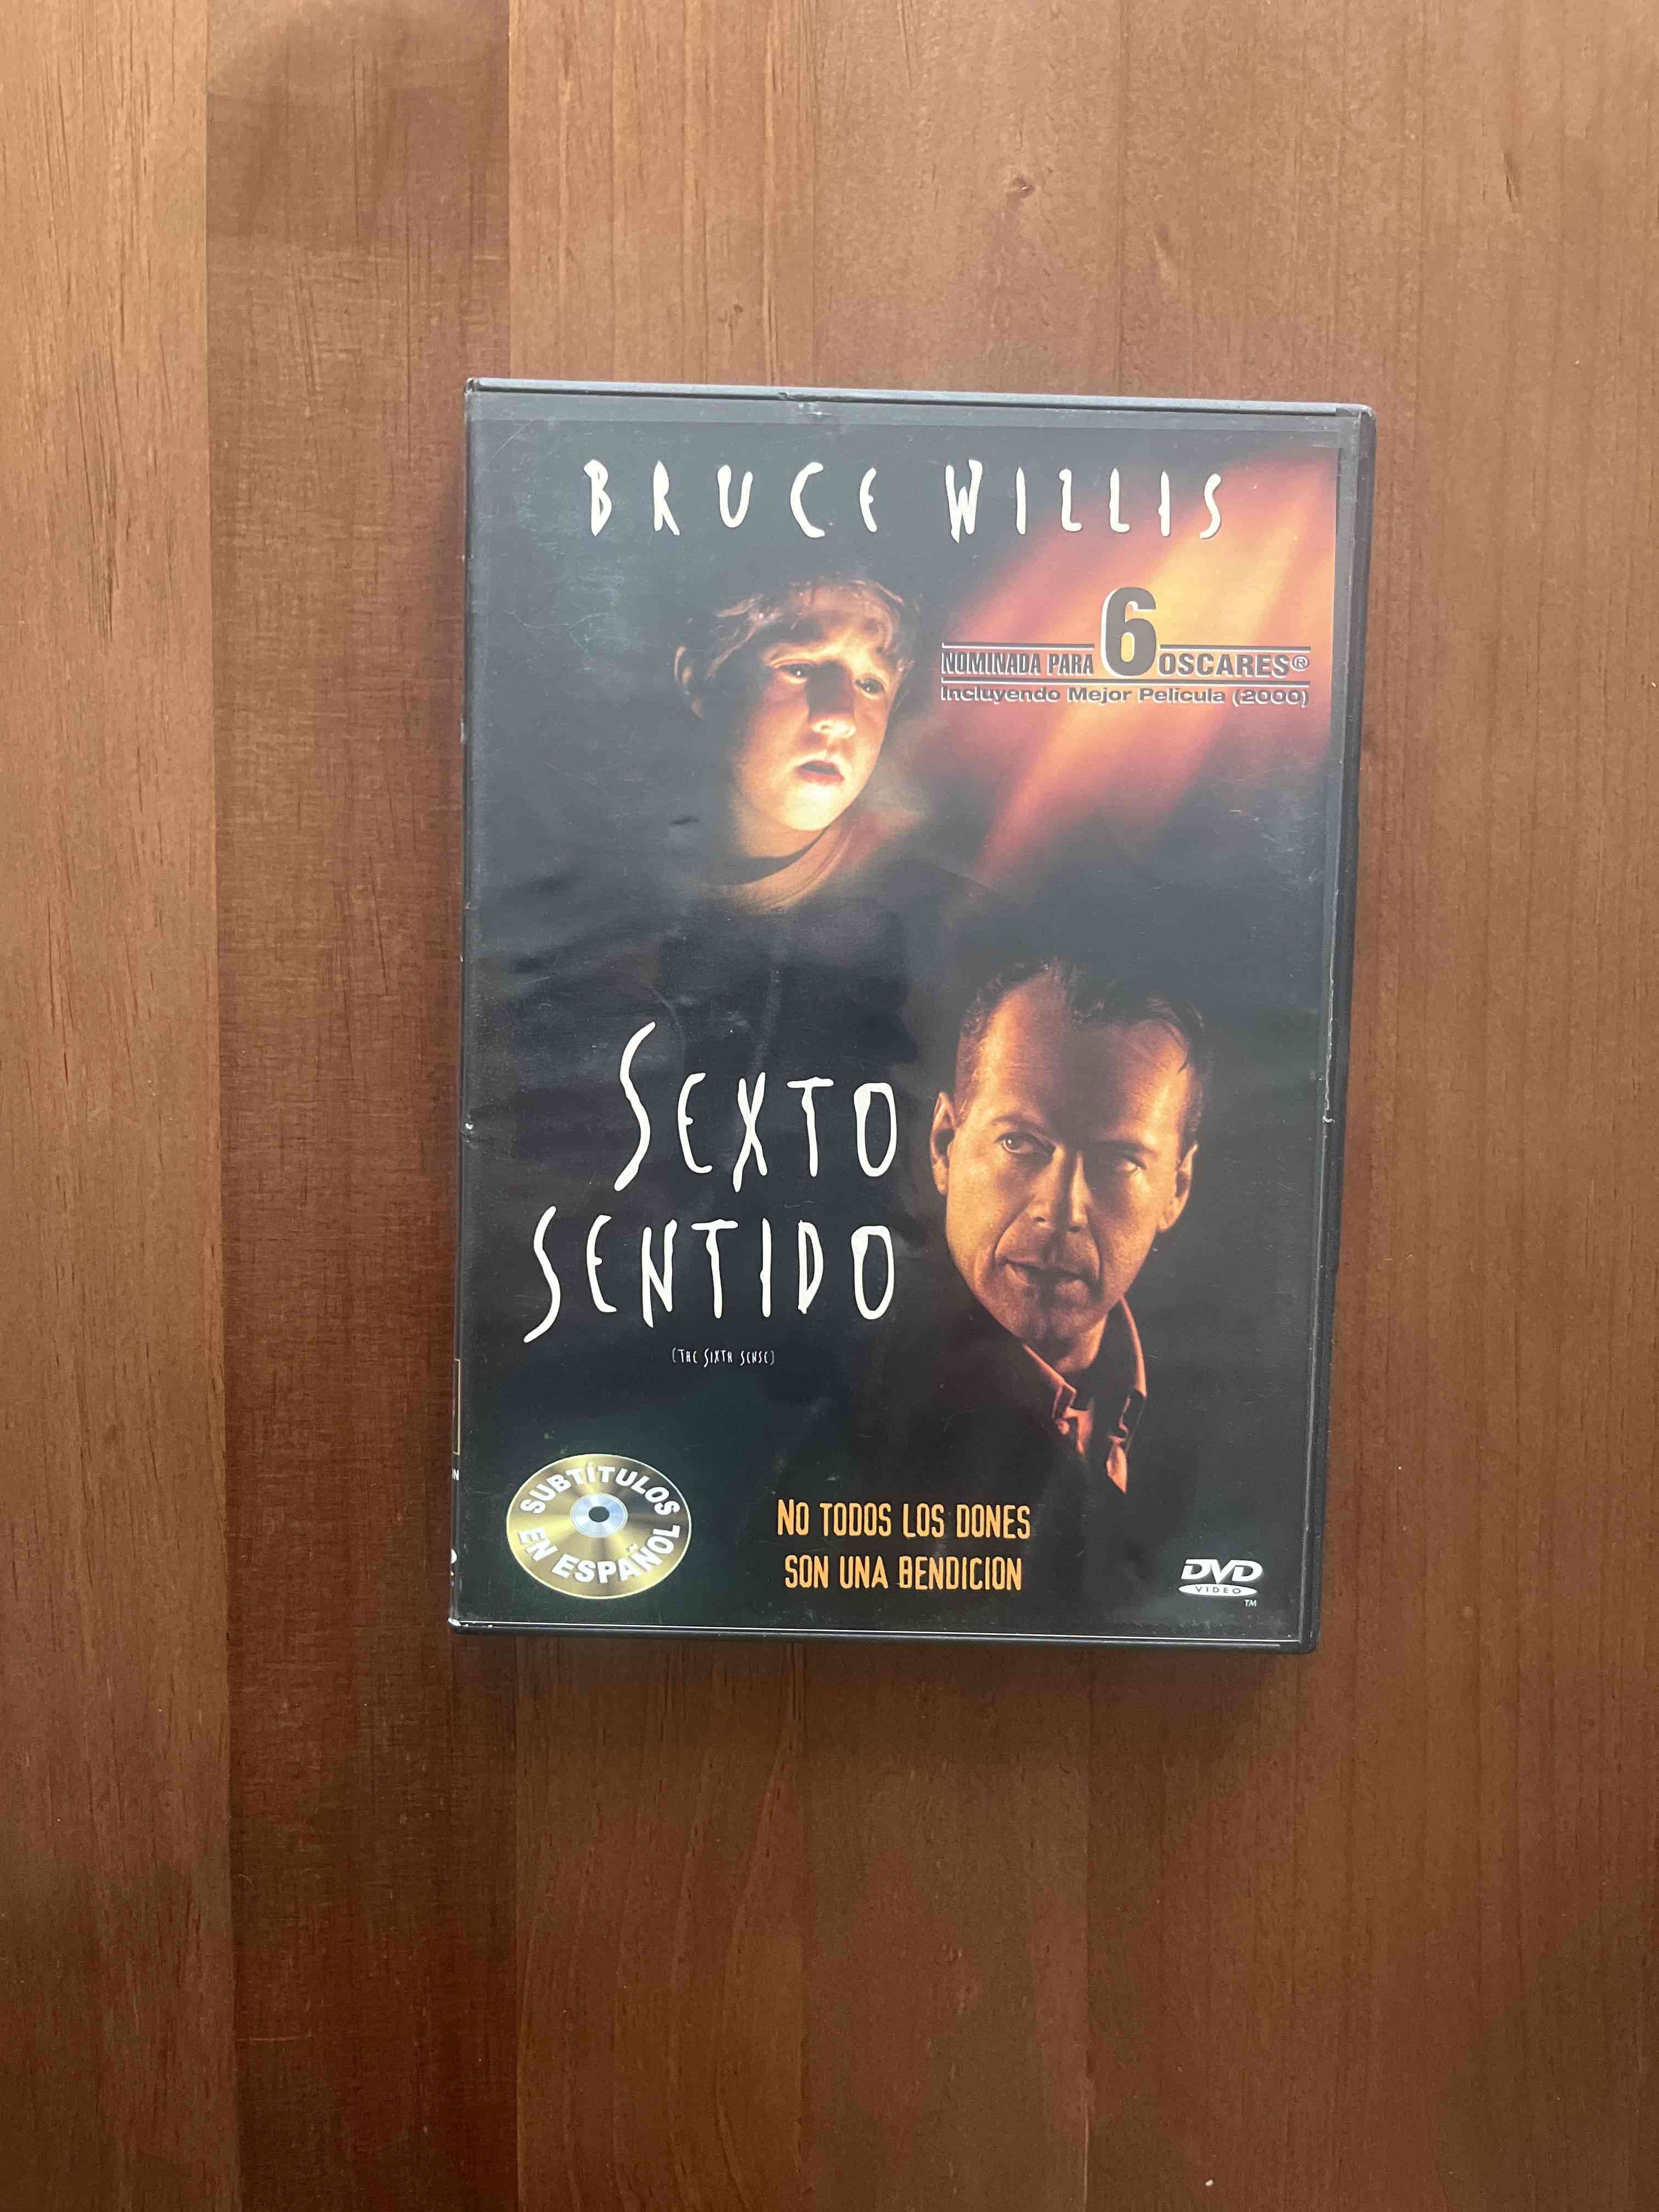 BRUCE WILLIS
NOMINADA PARA 6 OSCARES®
Incluyendo Mejor Película (2000)
SEXTO
SENTIDO
(THE SIXTH SENSE)
SUBTÍTULOS
EN ESPAÑOL
NO TODOS LOS DONES
SON UNA BENDICION
DVD
VIDEO
TM